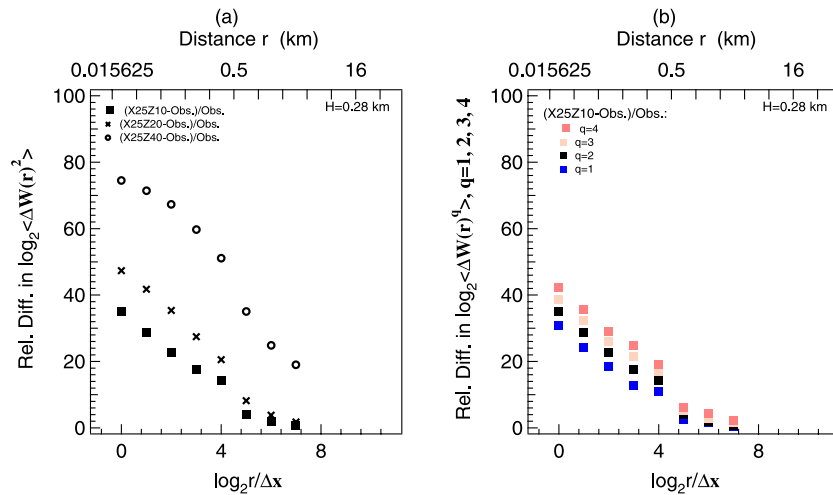 (a)
Distance r (km)
0.015625 0.5 16
100
80
60
40
20
0
Rel. Diff. in log₂<ΔW(r)²>
H=0.28 km
(X25Z10-Obs.)/Obs.
(X25Z20-Obs.)/Obs.
(X25Z40-Obs.)/Obs.
0 4 8
log₂r/Δx
(b)
Distance r (km)
0.015625 0.5 16
100
80
60
40
20
0
Rel. Diff. in log₂<ΔW(r)^q>, q=1, 2, 3, 4
H=0.28 km
(X25Z10-Obs.)/Obs.:
q=4
q=3
q=2
q=1
0 4 8
log₂r/Δx